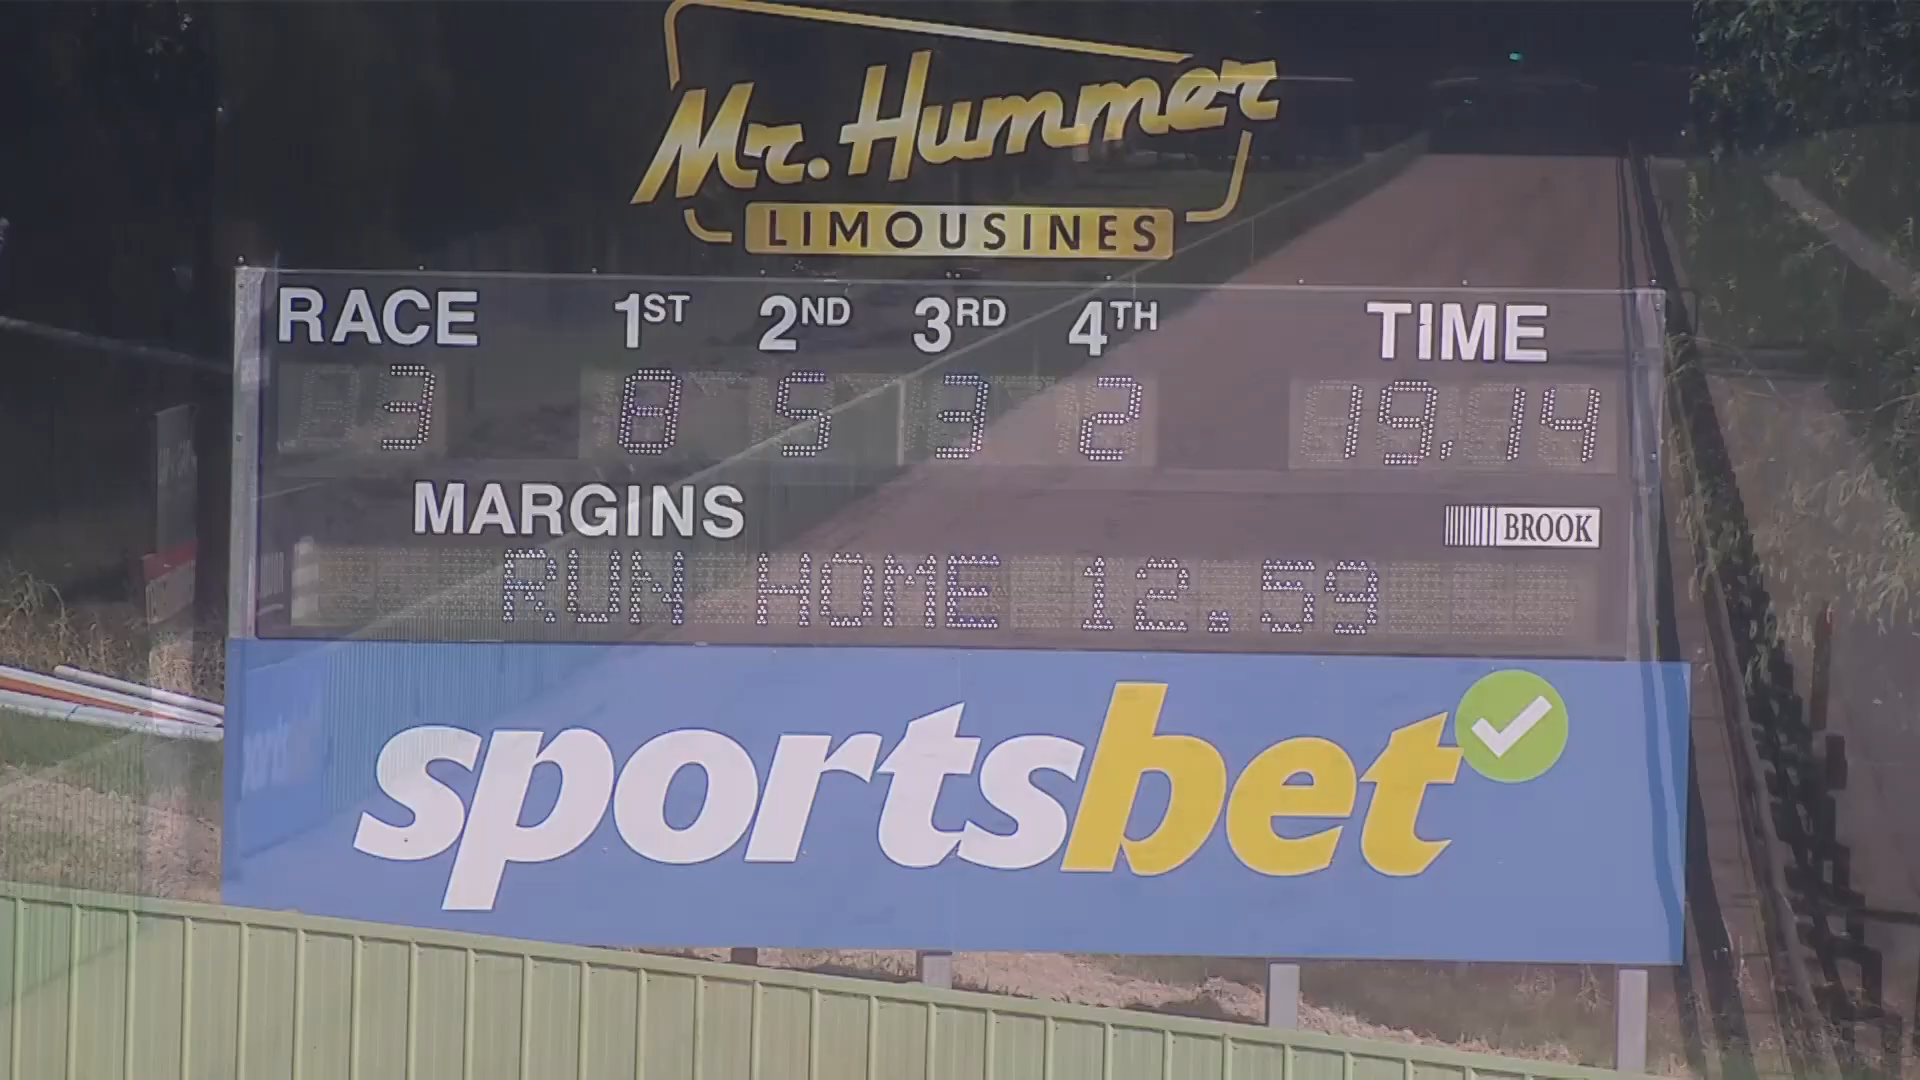 Mr. Hummer
LIMOUSINES
RACE 1ST 2ND 3RD 4TH TIME
3 8 5 3 2 19.14
MARGINS
BROOK
RUN HOME 12.59
sportsbet